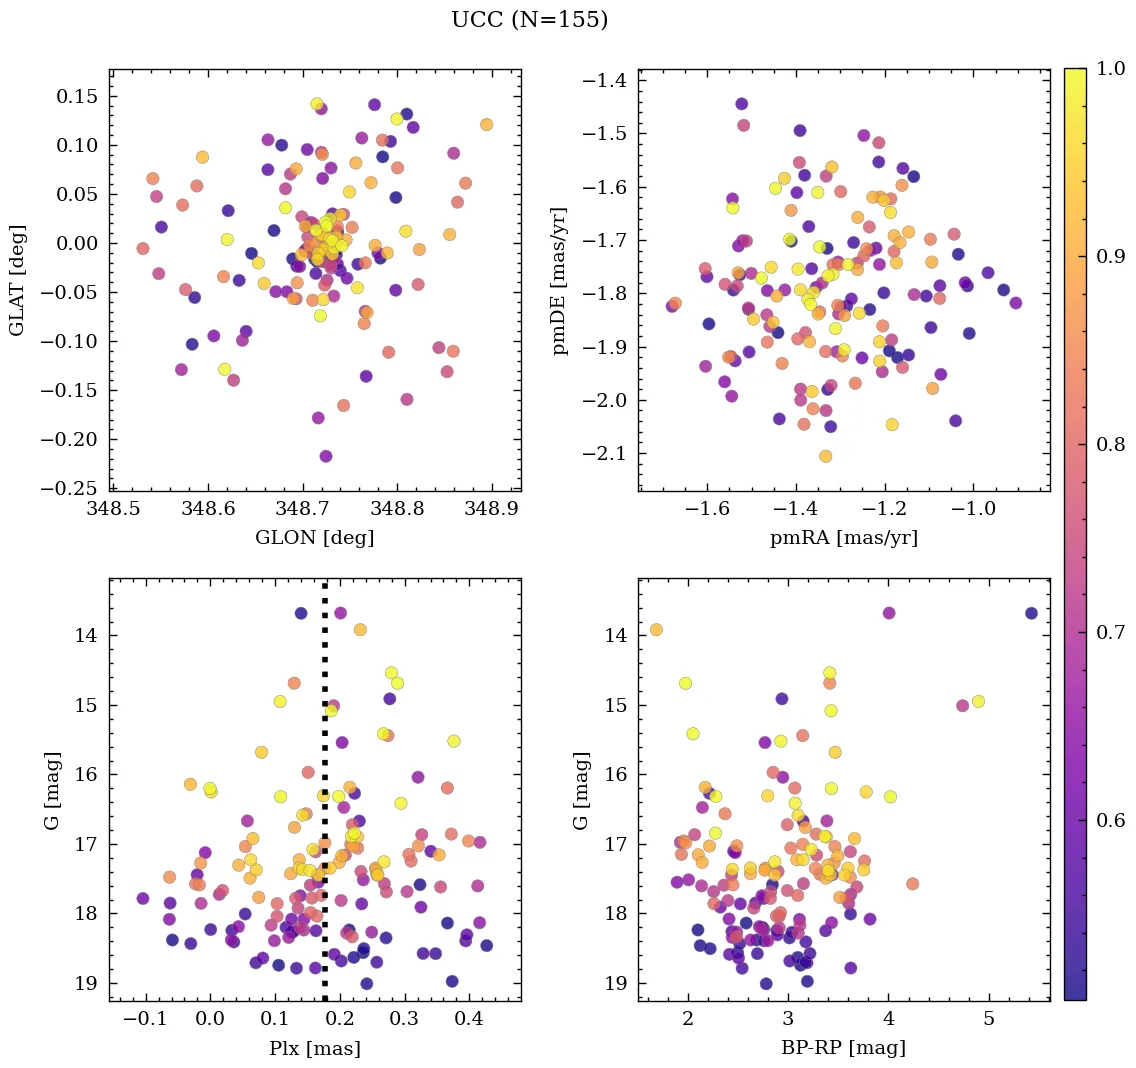 UCC (N=155)
0.15
0.10
0.05
0.00
−0.05
−0.10
−0.15
−0.20
−0.25
GLAT [deg]
348.5 348.6 348.7 348.8 348.9
GLON [deg]
−1.4
−1.5
−1.6
−1.7
−1.8
−1.9
−2.0
−2.1
pmDE [mas/yr]
−1.6 −1.4 −1.2 −1.0
pmRA [mas/yr]
14
15
16
17
18
19
G [mag]
−0.1 0.0 0.1 0.2 0.3 0.4
Plx [mas]
14
15
16
17
18
19
G [mag]
2 3 4 5
BP-RP [mag]
1.0
0.9
0.8
0.7
0.6